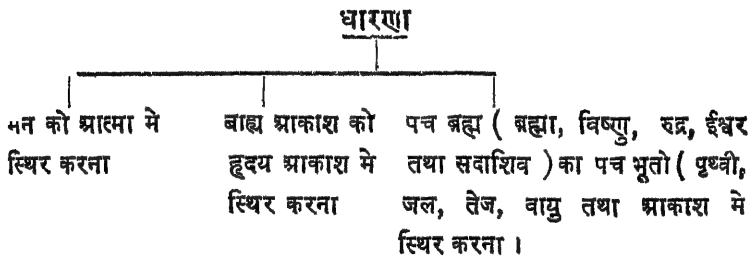 धारणा
मन को आत्मा मे
स्थिर करना
बाह्य आकाश को
हृदय आकाश मे
स्थिर करना
पच ब्रह्म ( ब्रह्मा, विष्णु, रुद्र, ईश्वर
तथा सदाशिव ) का पच भूतो ( पृथ्वी,
जल, तेज, वायु तथा आकाश मे
स्थिर करना ।